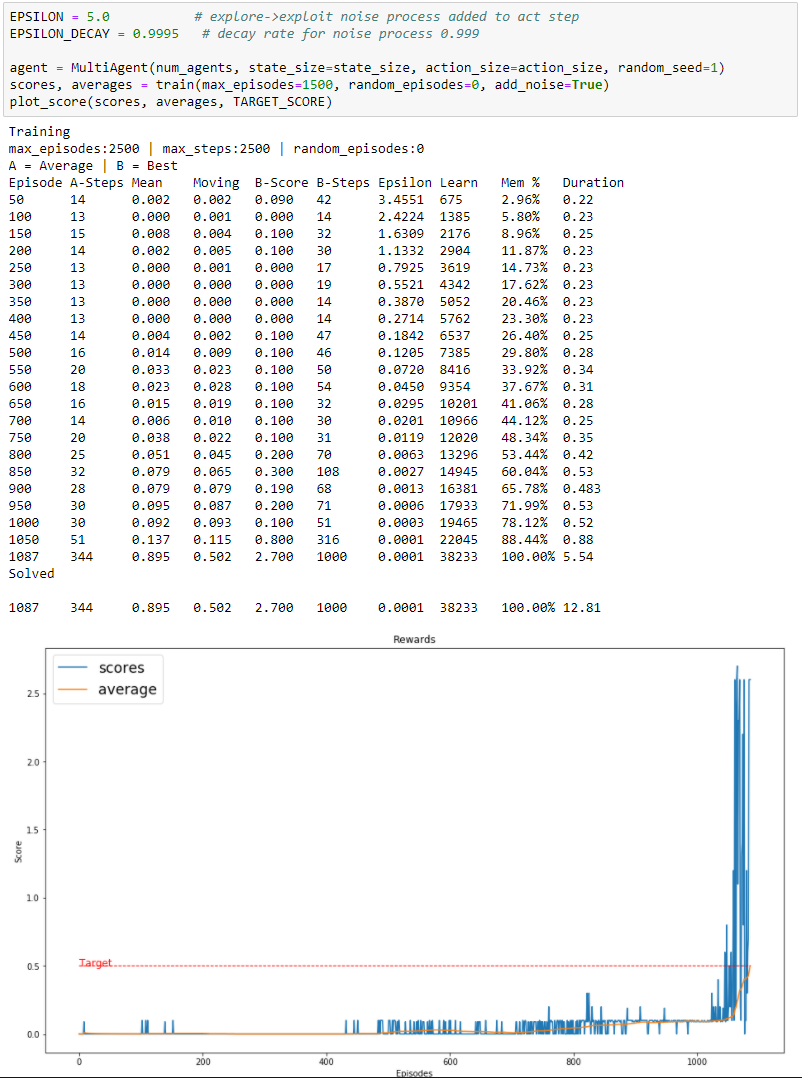 EPSILON = 5.0 # explore->exploit noise process added to act step
EPSILON_DECAY = 0.9995 # decay rate for noise process 0.999
agent = MultiAgent(num_agents, state_size=state_size, action_size=action_size, random_seed=1)
scores, averages = train(max_episodes=1500, random_episodes=0, add_noise=True)
plot_score(scores, averages, TARGET_SCORE)
Training
max_episodes:2500 | max_steps:2500 | random_episodes:0
A = Average | B = Best
Episode A-Steps Mean Moving B-Score B-Steps Epsilon Learn Mem % Duration
50 14 0.002 0.002 0.090 42 3.4551 675 2.96% 0.22
100 13 0.000 0.001 0.000 14 2.4224 1385 5.80% 0.23
150 15 0.008 0.004 0.100 32 1.6309 2176 8.96% 0.25
200 14 0.002 0.005 0.100 30 1.1332 2904 11.87% 0.23
250 13 0.000 0.001 0.000 17 0.7925 3619 14.73% 0.23
300 13 0.000 0.000 0.000 19 0.5521 4342 17.62% 0.23
350 13 0.000 0.000 0.000 14 0.3870 5052 20.46% 0.23
400 13 0.000 0.000 0.000 14 0.2714 5762 23.30% 0.23
450 14 0.004 0.002 0.100 47 0.1842 6537 26.40% 0.25
500 16 0.014 0.009 0.100 46 0.1205 7385 29.80% 0.28
550 20 0.033 0.023 0.100 50 0.0720 8416 33.92% 0.34
600 18 0.023 0.028 0.100 54 0.0450 9354 37.67% 0.31
650 16 0.015 0.019 0.100 32 0.0295 10201 41.06% 0.28
700 14 0.006 0.010 0.100 30 0.0201 10966 44.12% 0.25
750 20 0.038 0.022 0.100 31 0.0119 12020 48.34% 0.35
800 25 0.051 0.045 0.200 70 0.0063 13296 53.44% 0.42
850 32 0.079 0.065 0.300 108 0.0027 14945 60.04% 0.53
900 28 0.079 0.079 0.190 68 0.0013 16381 65.78% 0.483
950 30 0.095 0.087 0.200 71 0.0006 17933 71.99% 0.53
1000 30 0.092 0.093 0.100 51 0.0003 19465 78.12% 0.52
1050 51 0.137 0.115 0.800 316 0.0001 22045 88.44% 0.88
1087 344 0.895 0.502 2.700 1000 0.0001 38233 100.00% 5.54
Solved
1087 344 0.895 0.502 2.700 1000 0.0001 38233 100.00% 12.81
Rewards
scores
average
2.5
2.0
1.5
Score
1.0
Target
0.5
0.0
0 200 400 600 800 1000
Episodes